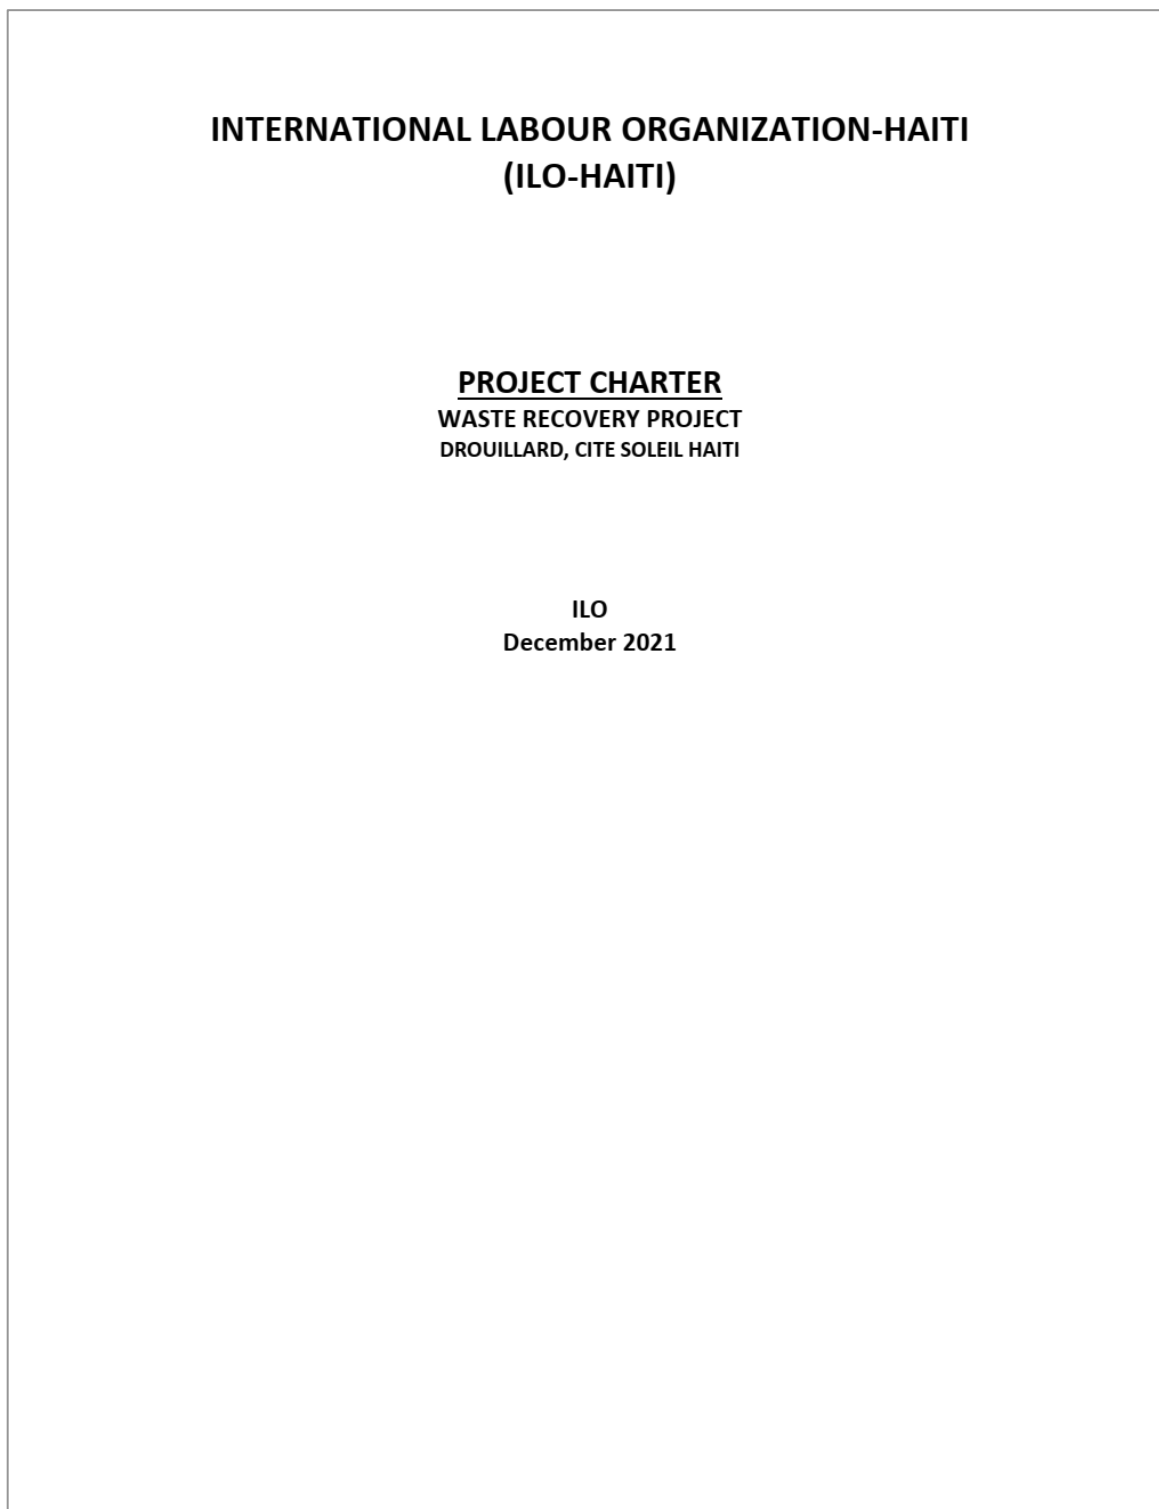 INTERNATIONAL LABOUR ORGANIZATION-HAITI
(ILO-HAITI)
PROJECT CHARTER
WASTE RECOVERY PROJECT
DROUILLARD, CITE SOLEIL HAITI
ILO
December 2021